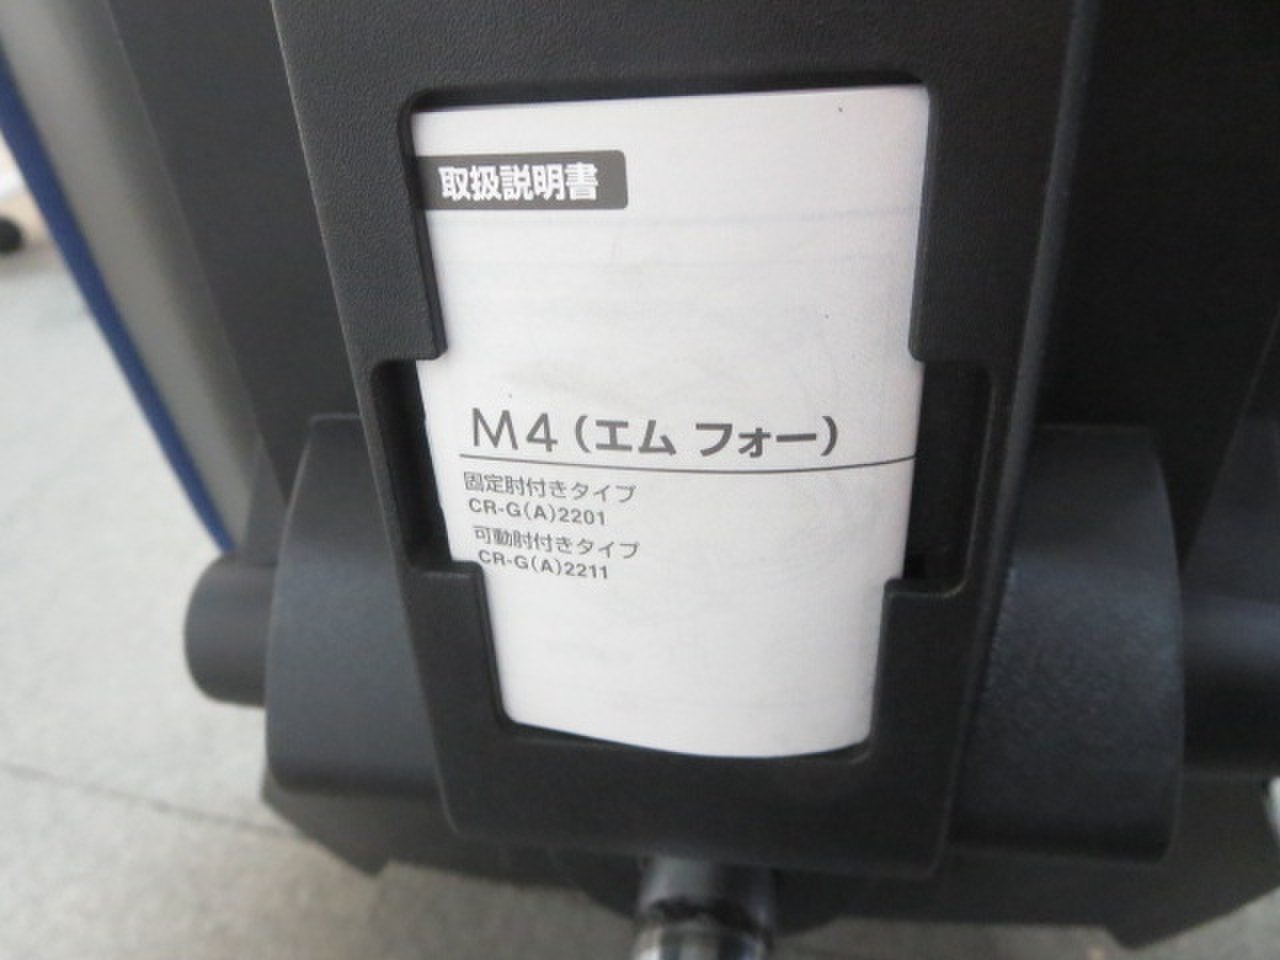 取扱説明書
M4(エム フォー)
固定肘付きタイプ
CR-G(A)2201
可動肘付きタイプ
CR-G(A)2211